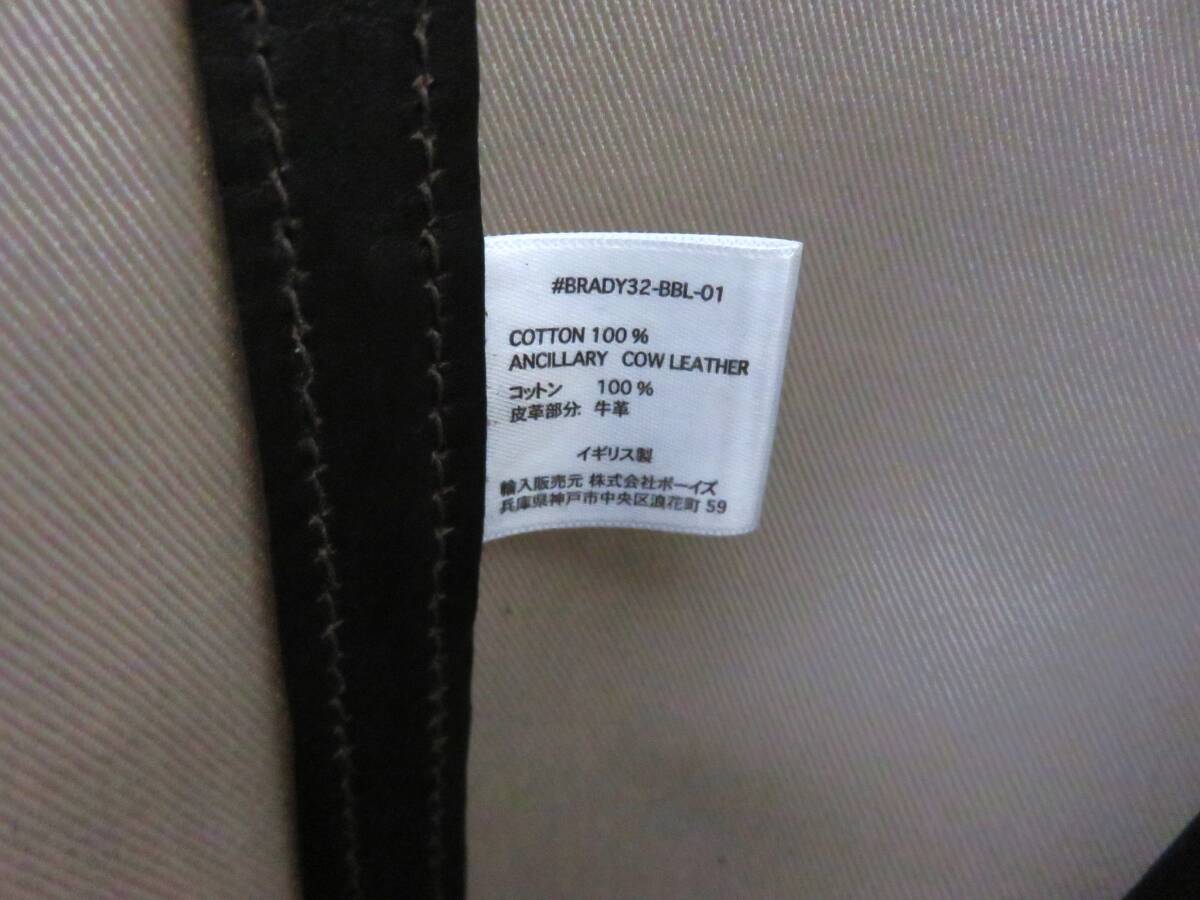 #BRADY32-BBL-01
COTTON 100 %
ANCILLARY COW LEATHER
コットン 100 %
皮革部分: 牛革
イギリス製
輸入販売元 株式会社ボーイズ
兵庫県神戸市中央区浪花町 59